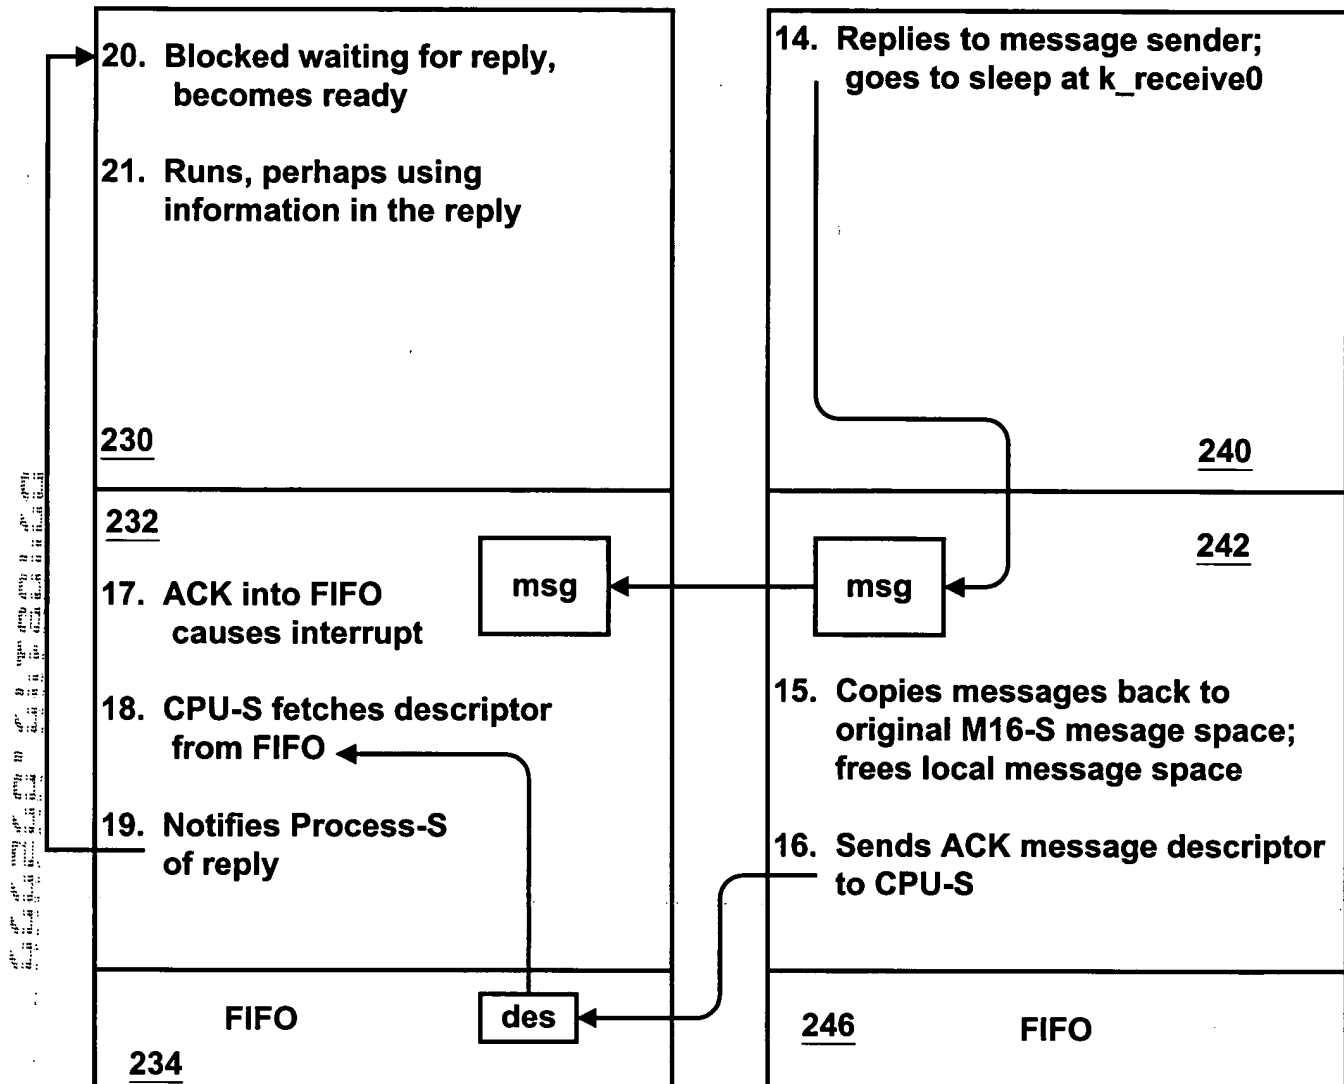 20. Blocked waiting for reply,
becomes ready
21. Runs, perhaps using
information in the reply
230
14. Replies to message sender;
goes to sleep at k_receive0
240
232
msg
17. ACK into FIFO
causes interrupt
18. CPU-S fetches descriptor
from FIFO
19. Notifies Process-S
of reply
242
msg
15. Copies messages back to
original M16-S mesage space;
frees local message space
16. Sends ACK message descriptor
to CPU-S
FIFO
des
234
246
FIFO